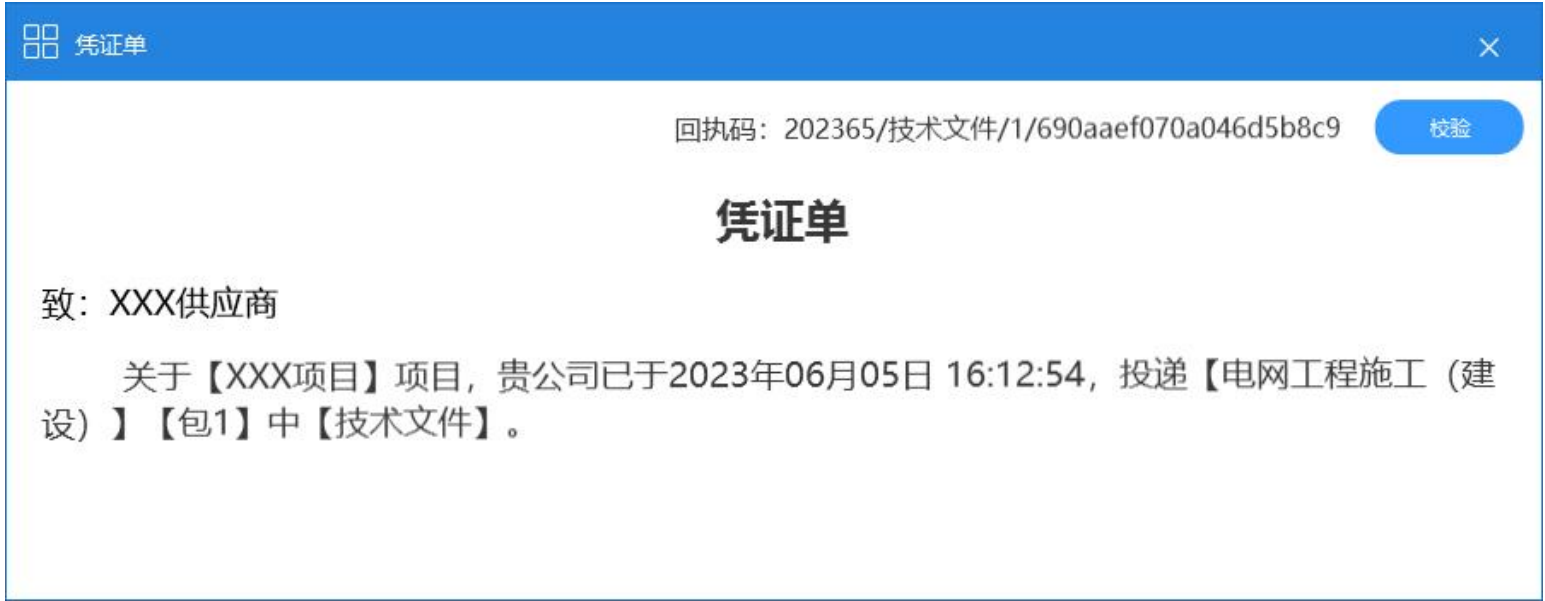 凭证单
回执码：202365/技术文件/1/690aaef070a046d5b8c9 校验
凭证单
致：XXX供应商
关于【XXX项目】项目，贵公司已于2023年06月05日 16:12:54，投递【电网工程施工（建
设）】【包1】中【技术文件】。